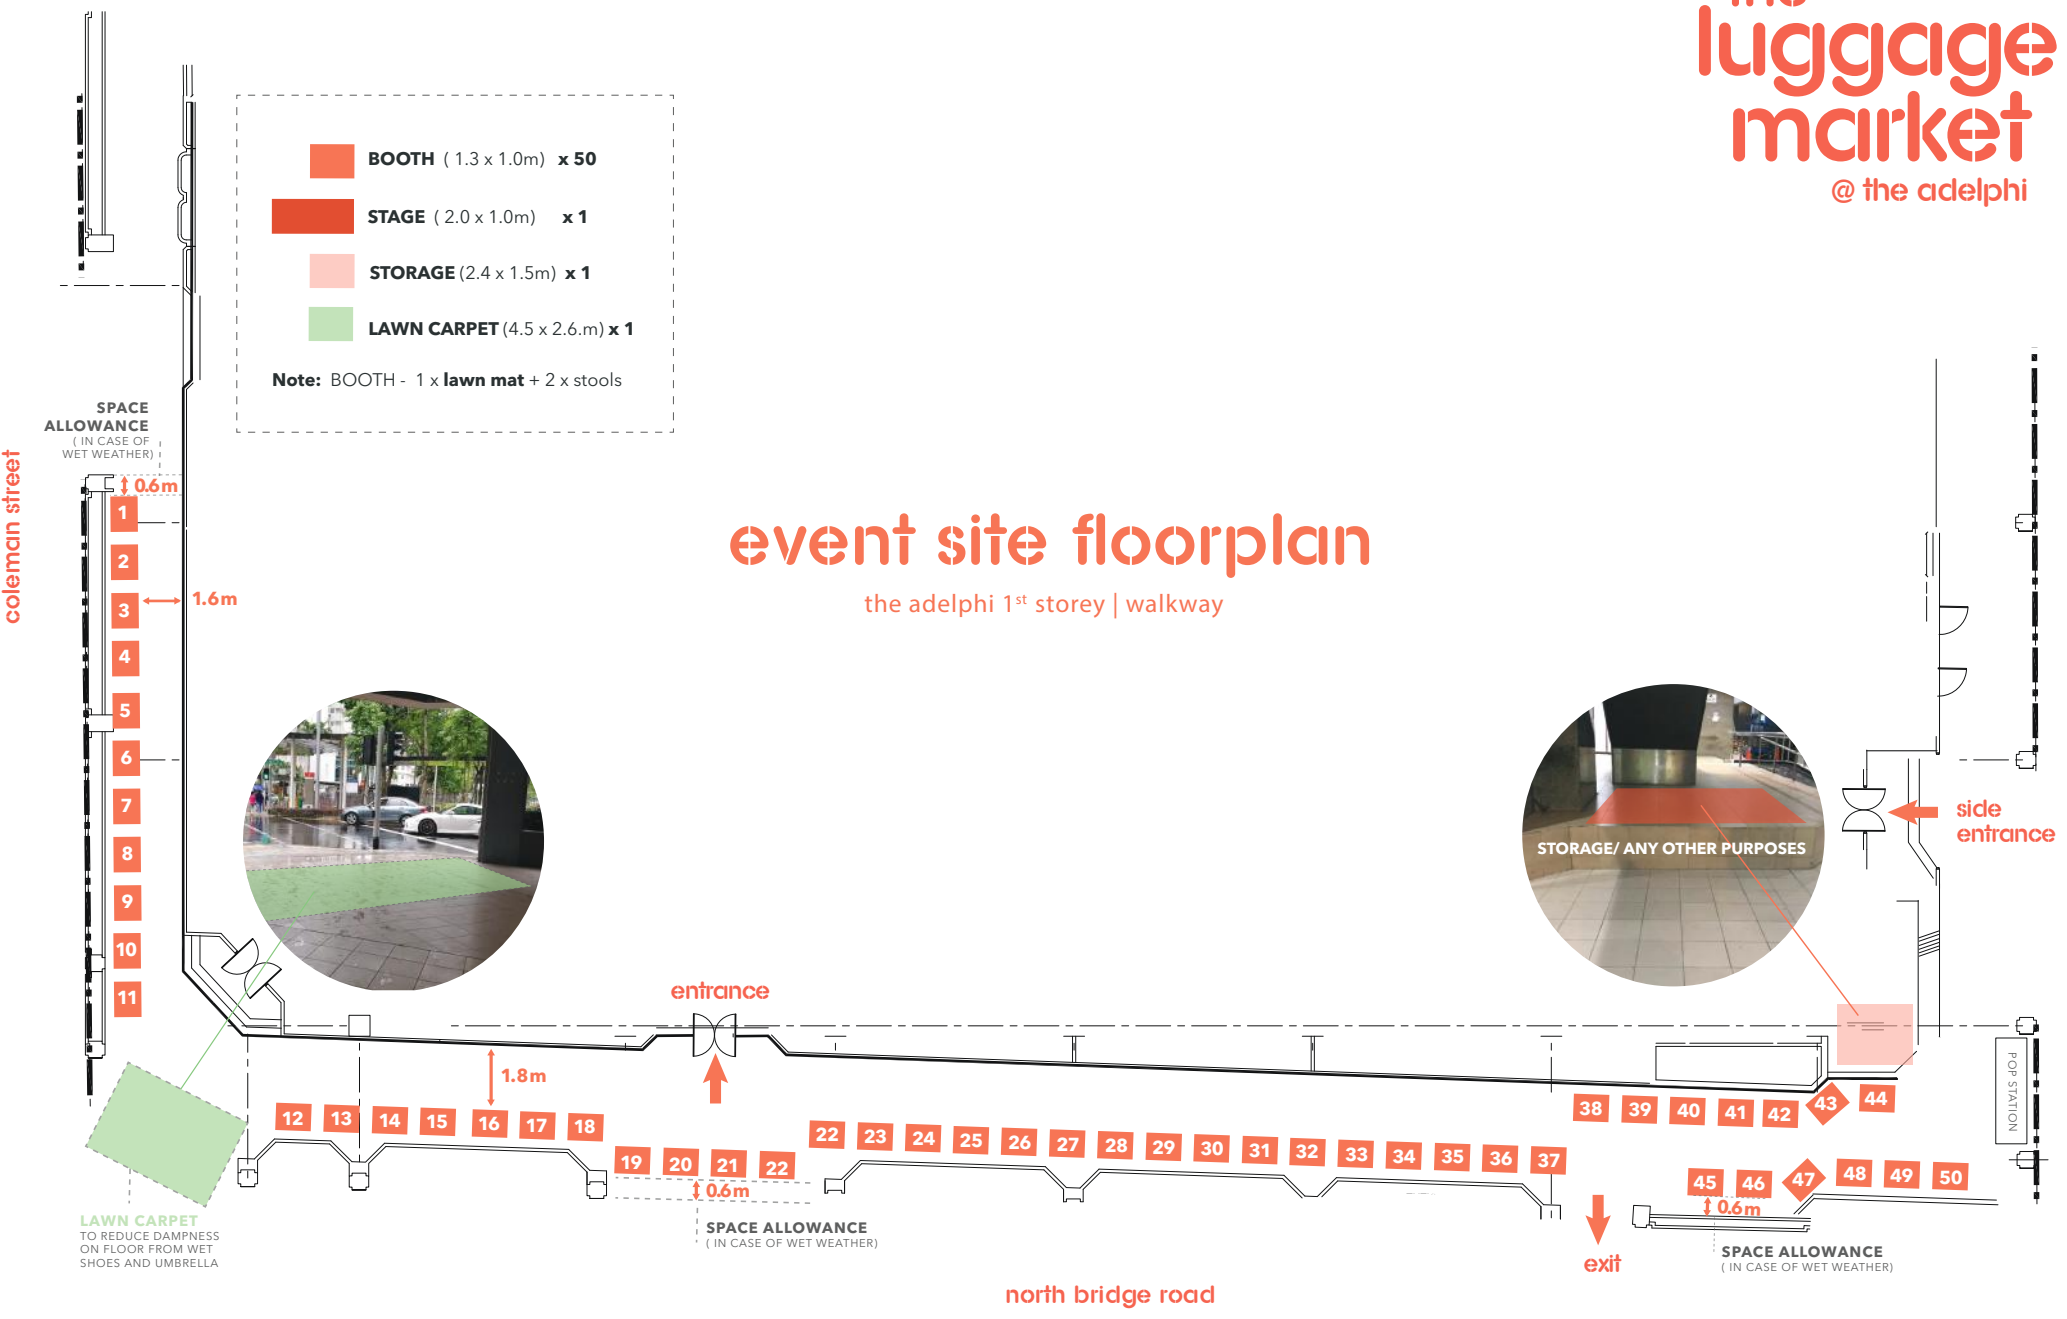 luggage
market
@ the adelphi
BOOTH ( 1.3 x 1.0m) x 50
STAGE ( 2.0 x 1.0m) x 1
STORAGE (2.4 x 1.5m) x 1
LAWN CARPET (4.5 x 2.6.m) x 1
Note: BOOTH - 1 x lawn mat + 2 x stools
SPACE
ALLOWANCE
( IN CASE OF
WET WEATHER)
coleman street
0.6m
1
2
3
1.6m
4
5
6
7
8
9
10
11
event site floorplan
the adelphi 1st storey | walkway
STORAGE/ ANY OTHER PURPOSES
side
entrance
entrance
1.8m
POP STATION
12 13 14 15 16 17 18
19 20 21 22
22 23 24 25 26 27 28 29 30 31 32 33 34 35 36 37
38 39 40 41 42 43 44
45 46 47 48 49 50
0.6m
0.6m
LAWN CARPET
TO REDUCE DAMPNESS
ON FLOOR FROM WET
SHOES AND UMBRELLA
SPACE ALLOWANCE
( IN CASE OF WET WEATHER)
exit
SPACE ALLOWANCE
( IN CASE OF WET WEATHER)
north bridge road